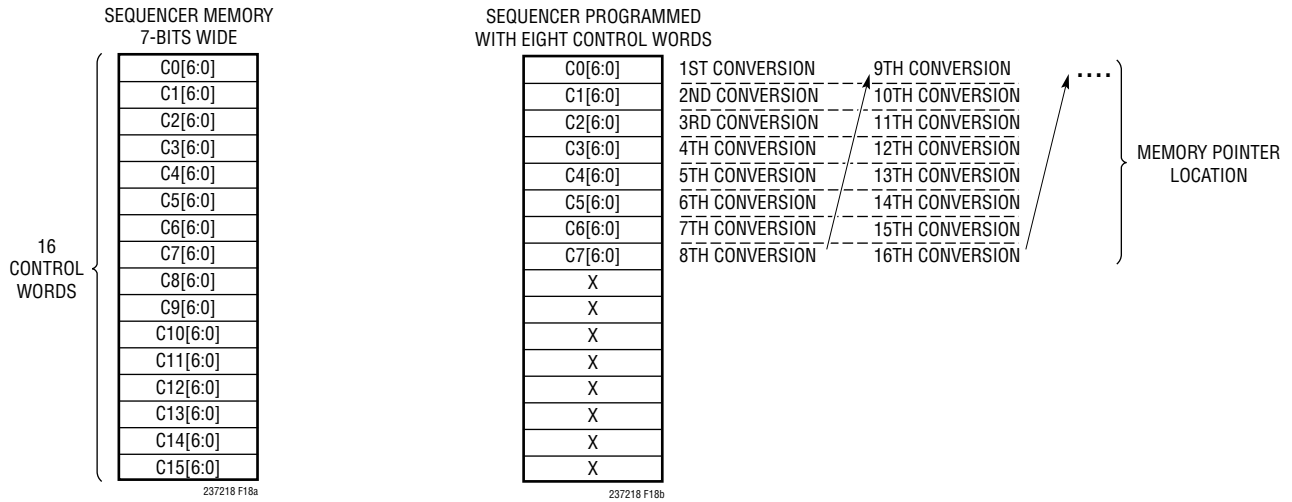 SEQUENCER MEMORY
7-BITS WIDE
C0[6:0]
C1[6:0]
C2[6:0]
C3[6:0]
C4[6:0]
C5[6:0]
C6[6:0]
C7[6:0]
C8[6:0]
C9[6:0]
C10[6:0]
C11[6:0]
C12[6:0]
C13[6:0]
C14[6:0]
C15[6:0]
16
CONTROL
WORDS
237218 F18a
SEQUENCER PROGRAMMED
WITH EIGHT CONTROL WORDS
C0[6:0] 1ST CONVERSION 9TH CONVERSION ....
C1[6:0] 2ND CONVERSION 10TH CONVERSION
C2[6:0] 3RD CONVERSION 11TH CONVERSION
C3[6:0] 4TH CONVERSION 12TH CONVERSION
C4[6:0] 5TH CONVERSION 13TH CONVERSION
C5[6:0] 6TH CONVERSION 14TH CONVERSION
C6[6:0] 7TH CONVERSION 15TH CONVERSION
C7[6:0] 8TH CONVERSION 16TH CONVERSION
X
X
X
X
X
X
X
X
MEMORY POINTER
LOCATION
237218 F18b